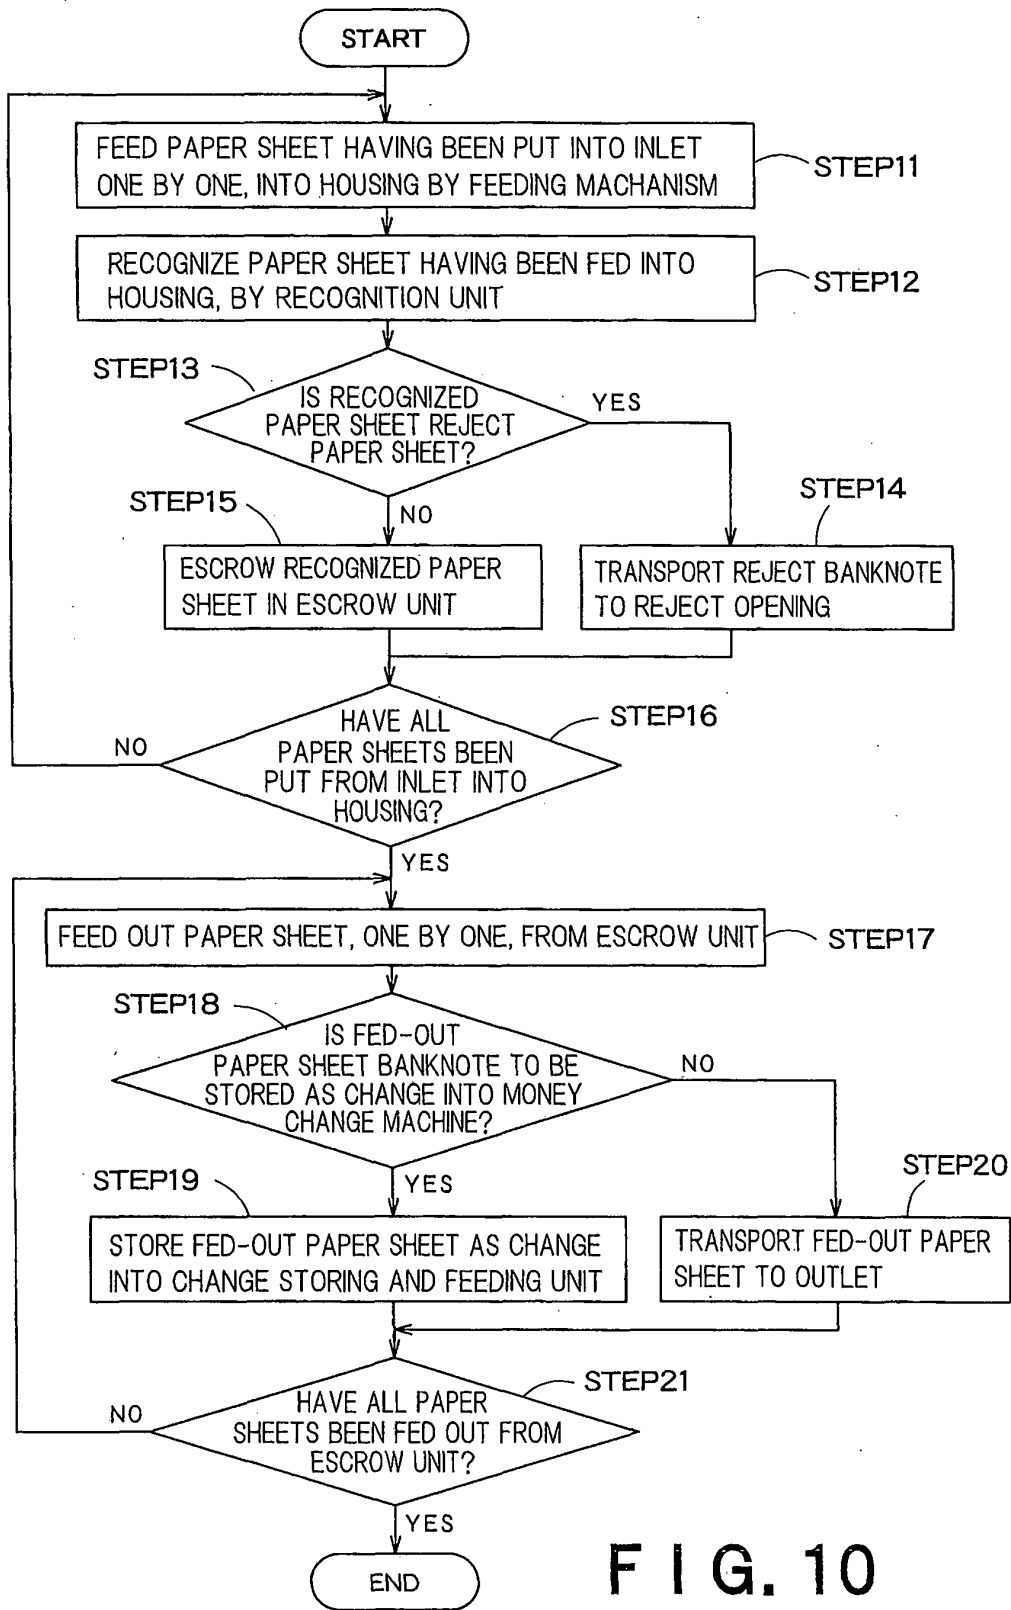 START
FEED PAPER SHEET HAVING BEEN PUT INTO INLET
ONE BY ONE, INTO HOUSING BY FEEDING MACHANISM
STEP11
RECOGNIZE PAPER SHEET HAVING BEEN FED INTO
HOUSING, BY RECOGNITION UNIT
STEP12
STEP13
IS RECOGNIZED
PAPER SHEET REJECT
PAPER SHEET?
YES
NO
STEP15
ESCROW RECOGNIZED PAPER
SHEET IN ESCROW UNIT
STEP14
TRANSPORT REJECT BANKNOTE
TO REJECT OPENING
STEP16
HAVE ALL
PAPER SHEETS BEEN
PUT FROM INLET INTO
HOUSING?
NO
YES
FEED OUT PAPER SHEET, ONE BY ONE, FROM ESCROW UNIT
STEP17
STEP18
IS FED-OUT
PAPER SHEET BANKNOTE TO BE
STORED AS CHANGE INTO MONEY
CHANGE MACHINE?
NO
YES
STEP19
STORE FED-OUT PAPER SHEET AS CHANGE
INTO CHANGE STORING AND FEEDING UNIT
STEP20
TRANSPORT FED-OUT PAPER
SHEET TO OUTLET
STEP21
HAVE ALL PAPER
SHEETS BEEN FED OUT FROM
ESCROW UNIT?
NO
YES
END
FIG. 10